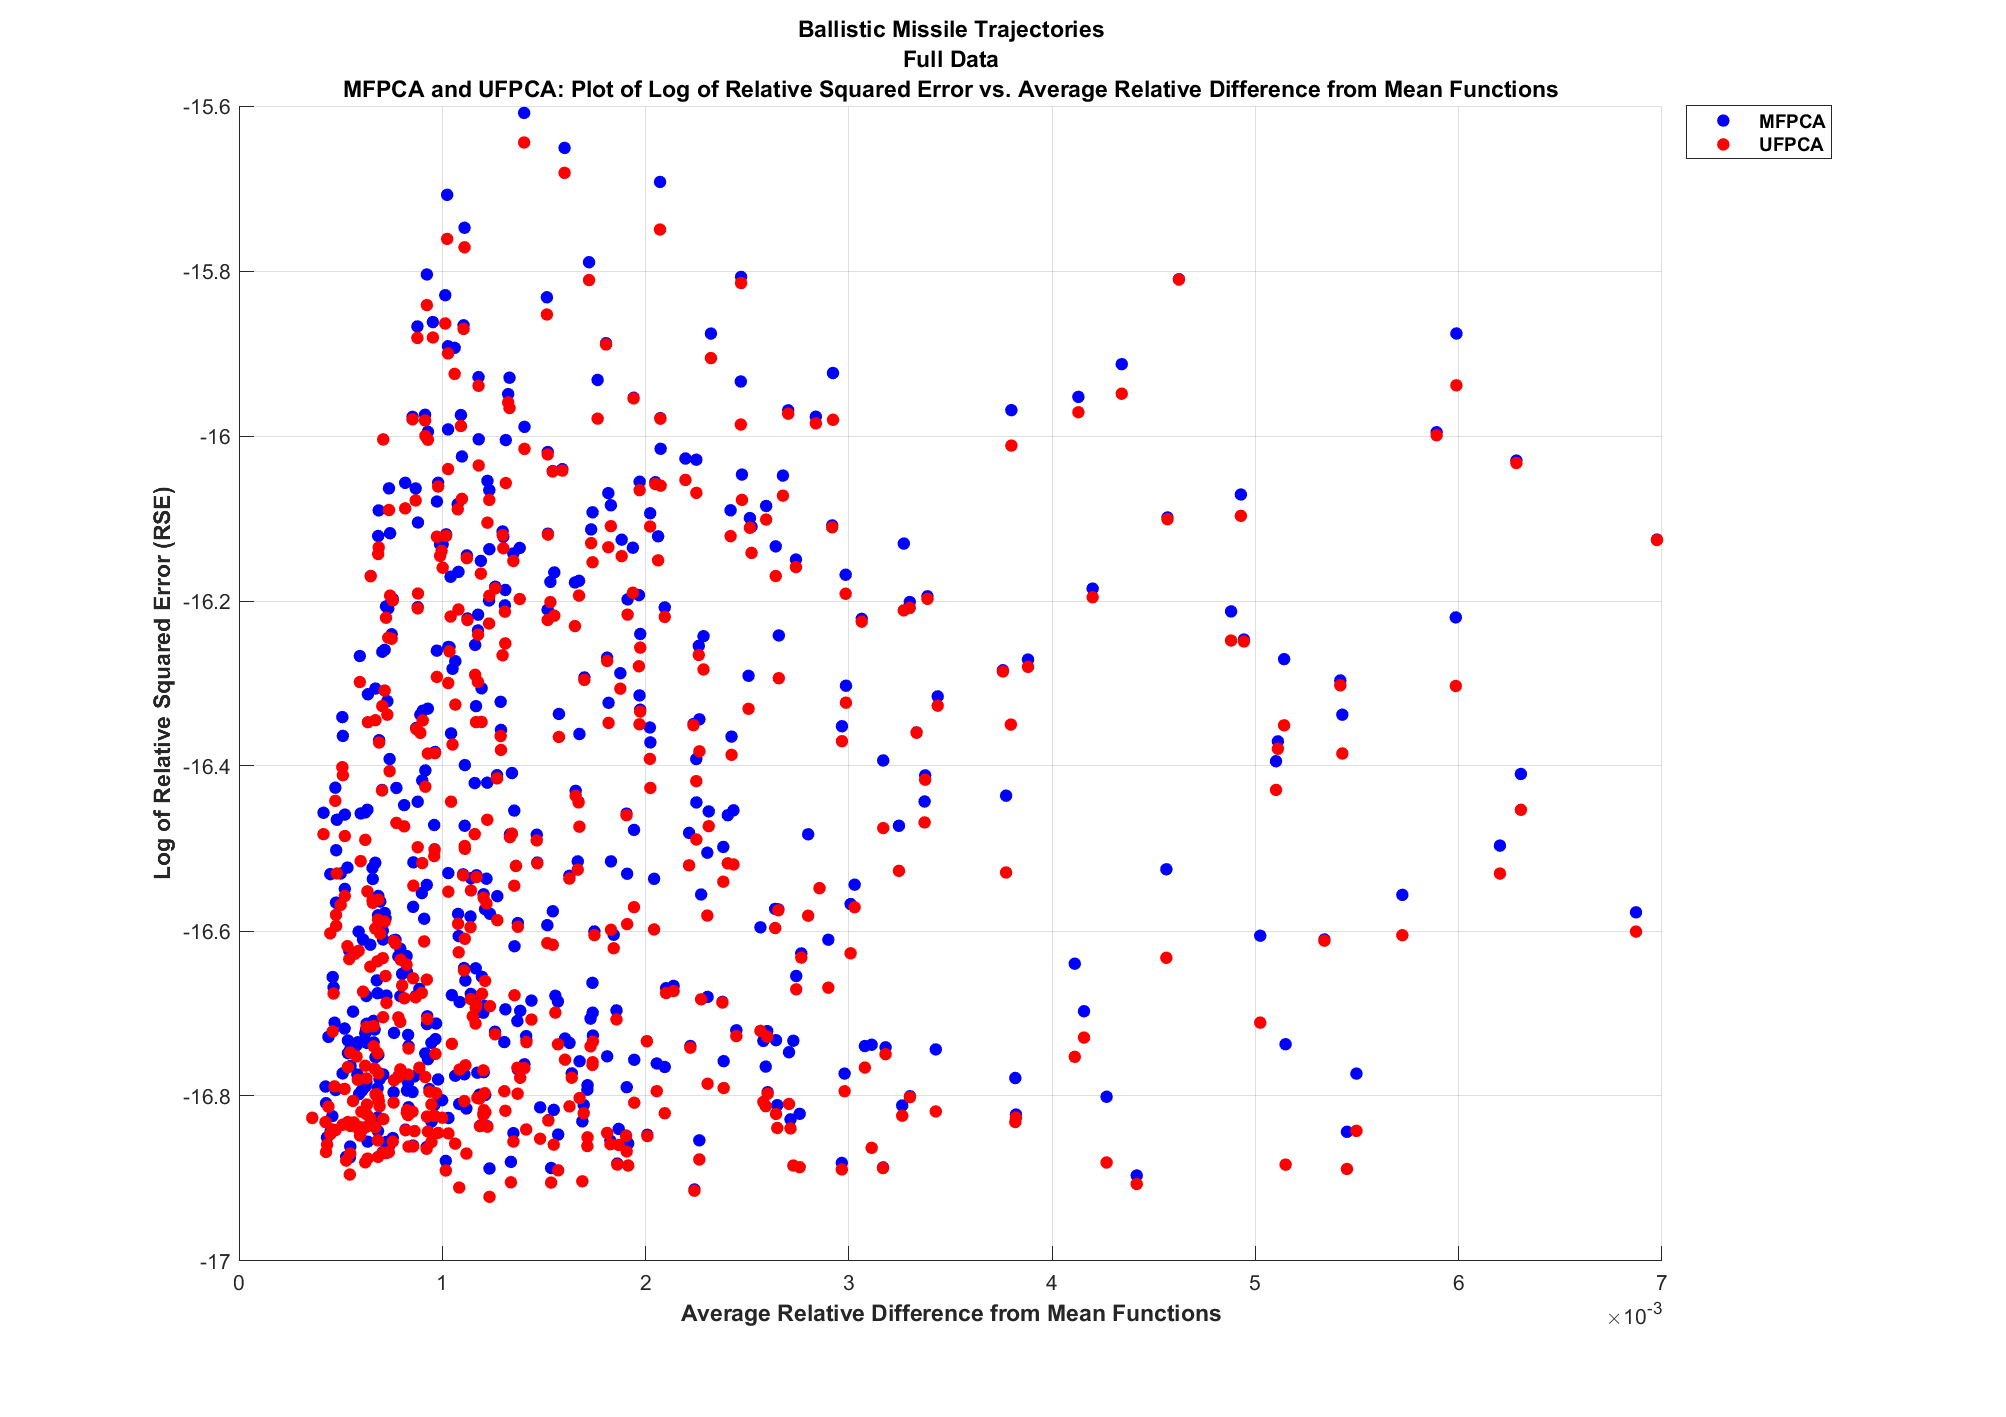 Ballistic Missile Trajectories
Full Data
MFPCA and UFPCA: Plot of Log of Relative Squared Error vs. Average Relative Difference from Mean Functions
MFPCA
UFPCA
Log of Relative Squared Error (RSE)
-15.6
-15.8
-16
-16.2
-16.4
-16.6
-16.8
-17
0 1 2 3 4 5 6 7
×10-3
Average Relative Difference from Mean Functions